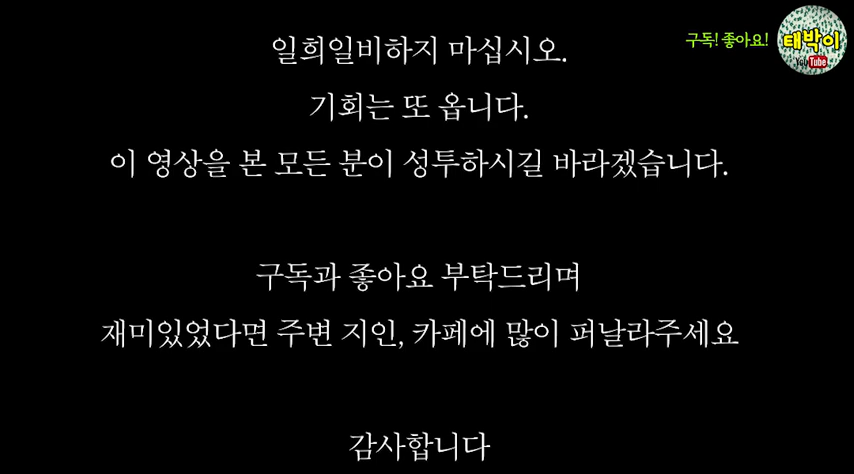 구독! 좋아요!
태박이
YouTube
일희일비하지 마십시오.
기회는 또 옵니다.
이 영상을 본 모든 분이 성투하시길 바라겠습니다.
구독과 좋아요 부탁드리며
재미있었다면 주변 지인, 카페에 많이 퍼날라주세요
감사합니다